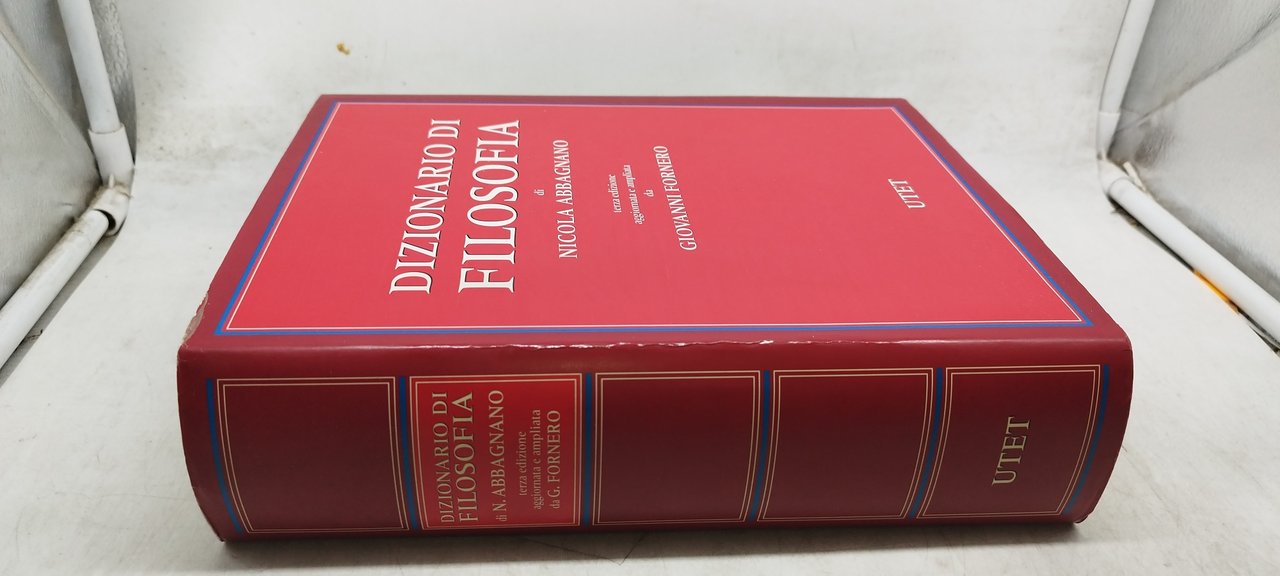 DIZIONARIO DI
FILOSOFIA
di
NICOLA ABBAGNANO
terza edizione
aggiornata e ampliata
da
GIOVANNI FORNERO
UTET
DIZIONARIO DI
FILOSOFIA
di N. ABBAGNANO
terza edizione
aggiornata e ampliata
da G. FORNERO
UTET